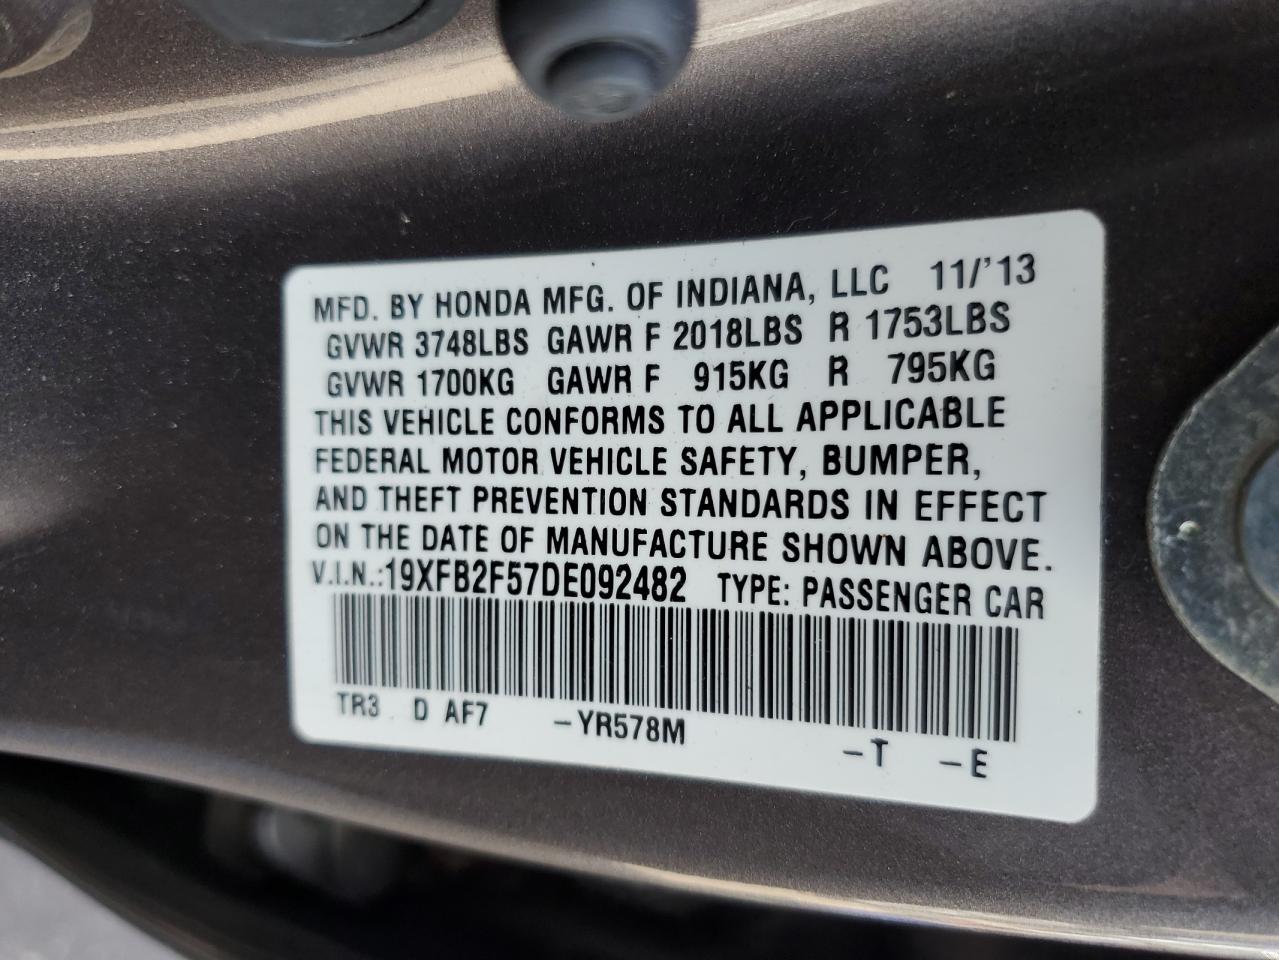 MFD. BY HONDA MFG. OF INDIANA, LLC 11/'13
GVWR 3748LBS GAWR F 2018LBS R 1753LBS
GVWR 1700KG GAWR F 915KG R 795KG
THIS VEHICLE CONFORMS TO ALL APPLICABLE
FEDERAL MOTOR VEHICLE SAFETY, BUMPER,
AND THEFT PREVENTION STANDARDS IN EFFECT
ON THE DATE OF MANUFACTURE SHOWN ABOVE.
V.I.N.:19XFB2F57DE092482 TYPE: PASSENGER CAR
TR3 D AF7 -YR578M -T -E